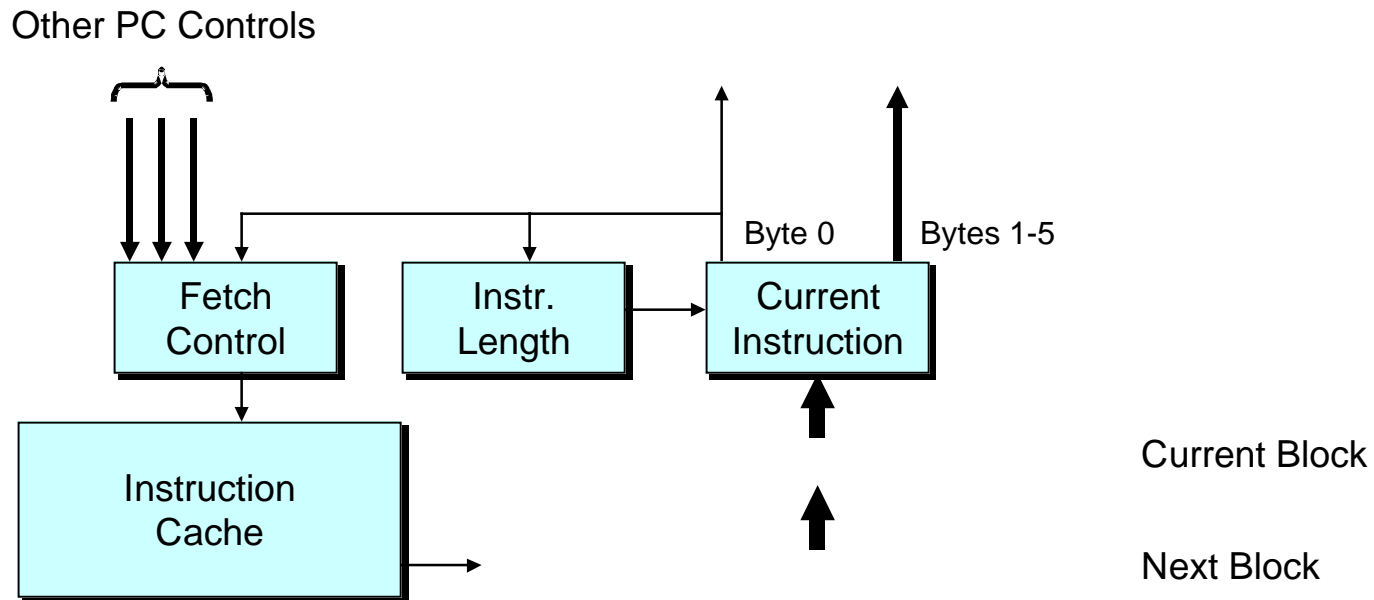 Other PC Controls
Byte 0
Bytes 1-5
Fetch
Control
Instr.
Length
Current
Instruction
Current Block
Instruction
Cache
Next Block